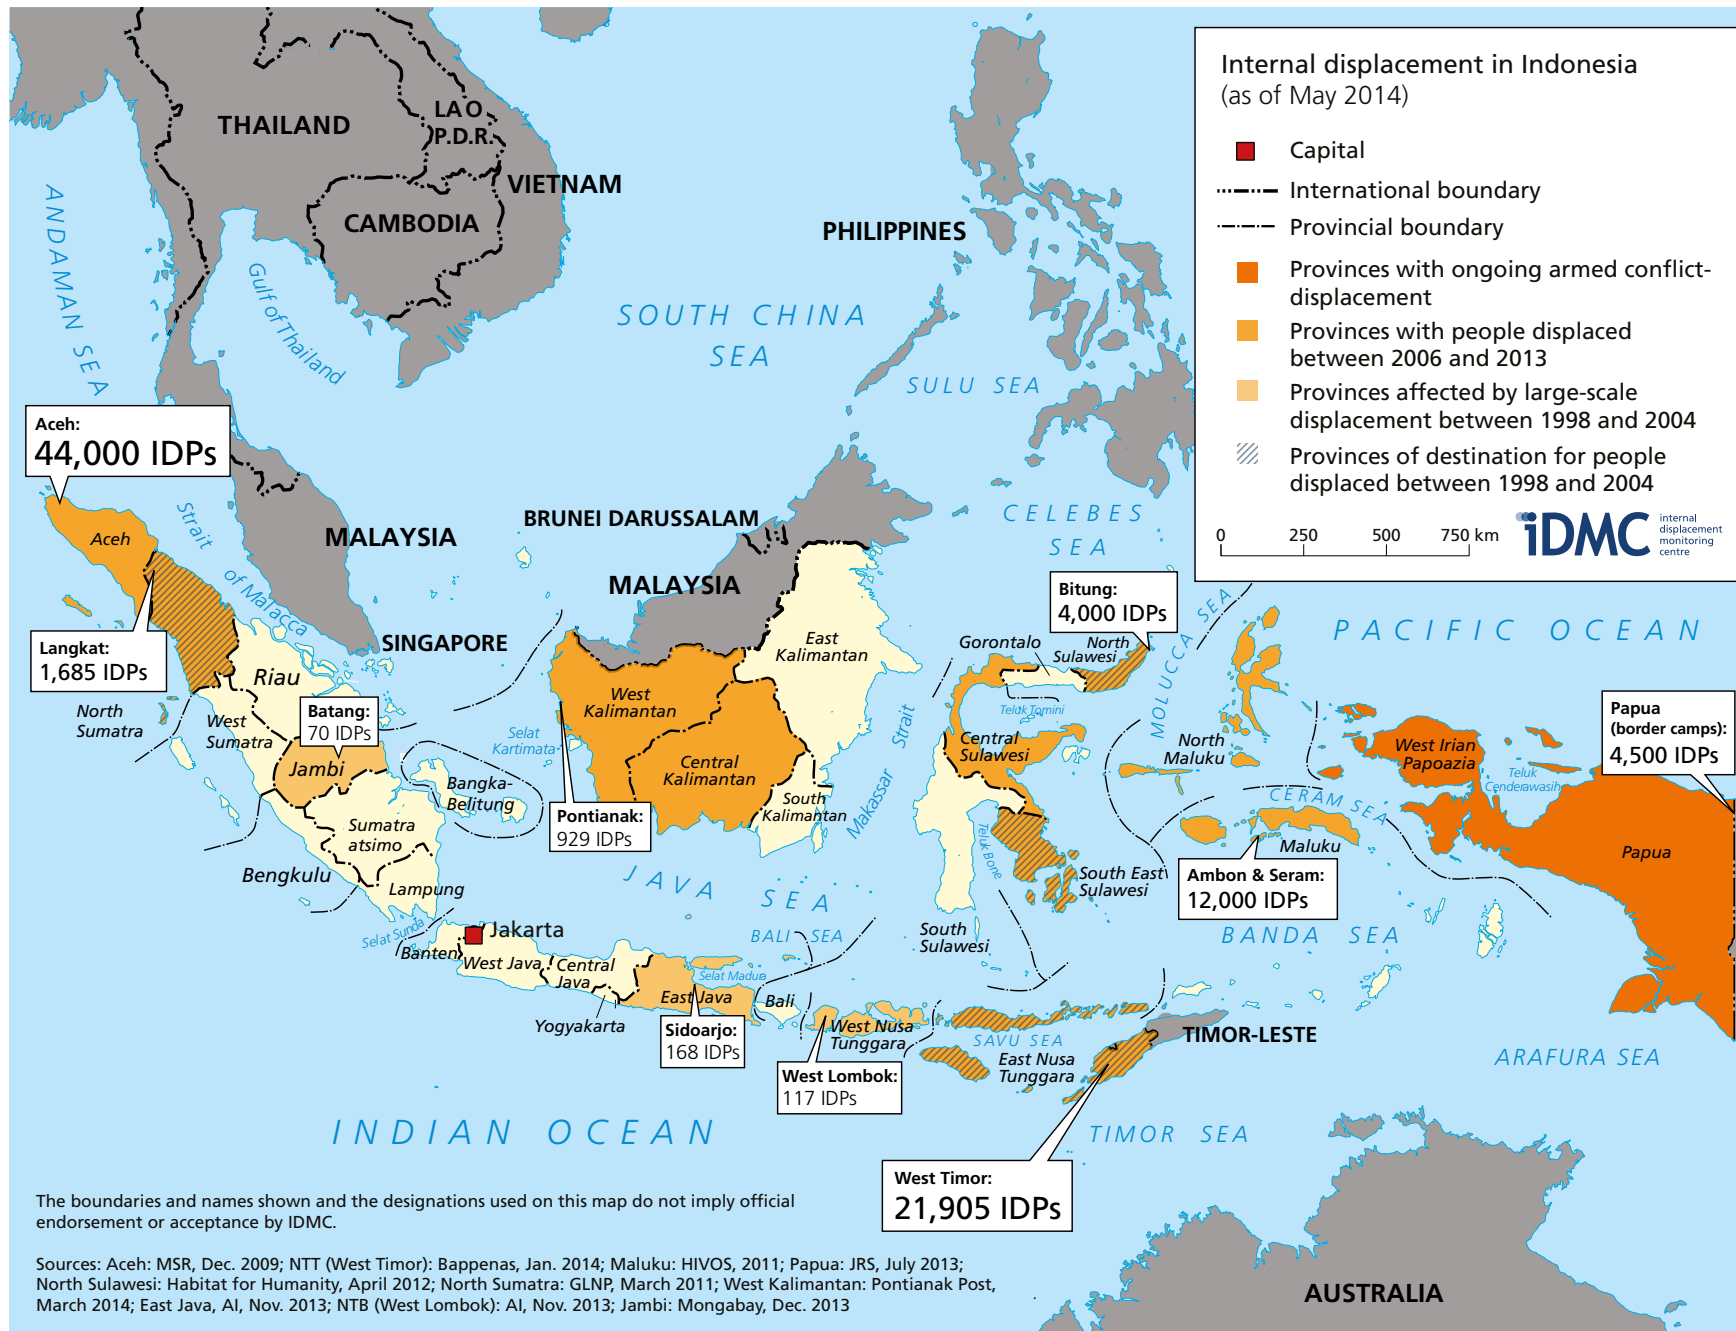 Internal displacement in Indonesia
(as of May 2014)
Capital
International boundary
Provincial boundary
Provinces with ongoing armed conflict-
displacement
Provinces with people displaced
between 2006 and 2013
Provinces affected by large-scale
displacement between 1998 and 2004
Provinces of destination for people
displaced between 1998 and 2004
0 250 500 750 km
iDMC
internal
displacement
monitoring
centre
THAILAND
LAO
P.D.R.
VIETNAM
CAMBODIA
PHILIPPINES
ANDAMAN SEA
Gulf of Thailand
SOUTH CHINA
SEA
SULU SEA
Aceh:
44,000 IDPs
Aceh
Strait
of Malacca
MALAYSIA
BRUNEI DARUSSALAM
MALAYSIA
CELEBES
SEA
SINGAPORE
Langkat:
1,685 IDPs
North
Sumatra
Riau
West
Sumatra
Batang:
70 IDPs
Jambi
Bangka-
Belitung
Sumatra
atsimo
Bengkulu
Lampung
Selat
Kartimata
West
Kalimantan
East
Kalimantan
Central
Kalimantan
South
Kalimantan
Pontianak:
929 IDPs
Makassar
Strait
Bitung:
4,000 IDPs
Gorontalo
North
Sulawesi
Teluk Tomini
Central
Sulawesi
Teluk Bone
South East
Sulawesi
South
Sulawesi
MOLUCCA SEA
PACIFIC OCEAN
North
Maluku
CERAM SEA
Maluku
Ambon & Seram:
12,000 IDPs
BANDA SEA
West Irian
Papoazia
Teluk
Cenderawasih
Papua
(border camps):
4,500 IDPs
Papua
JAVA SEA
BALI SEA
Selat Sunda
Jakarta
Banten
West Java
Central
Java
Yogyakarta
Selat Madura
East Java
Bali
Sidoarjo:
168 IDPs
West Nusa
Tunggara
West Lombok:
117 IDPs
SAVU SEA
East Nusa
Tunggara
TIMOR-LESTE
ARAFURA SEA
TIMOR SEA
West Timor:
21,905 IDPs
INDIAN OCEAN
AUSTRALIA
The boundaries and names shown and the designations used on this map do not imply official
endorsement or acceptance by IDMC.
Sources: Aceh: MSR, Dec. 2009; NTT (West Timor): Bappenas, Jan. 2014; Maluku: HIVOS, 2011; Papua: JRS, July 2013;
North Sulawesi: Habitat for Humanity, April 2012; North Sumatra: GLNP, March 2011; West Kalimantan: Pontianak Post,
March 2014; East Java, AI, Nov. 2013; NTB (West Lombok): AI, Nov. 2013; Jambi: Mongabay, Dec. 2013